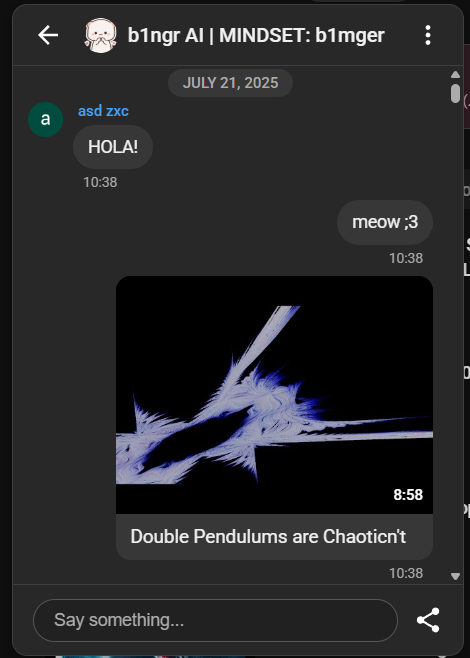 b1ngr AI | MINDSET: b1mger
JULY 21, 2025
a
asd zxc
HOLA!
10:38
meow ;3
10:38
8:58
Double Pendulums are Chaoticn't
10:38
Say something...